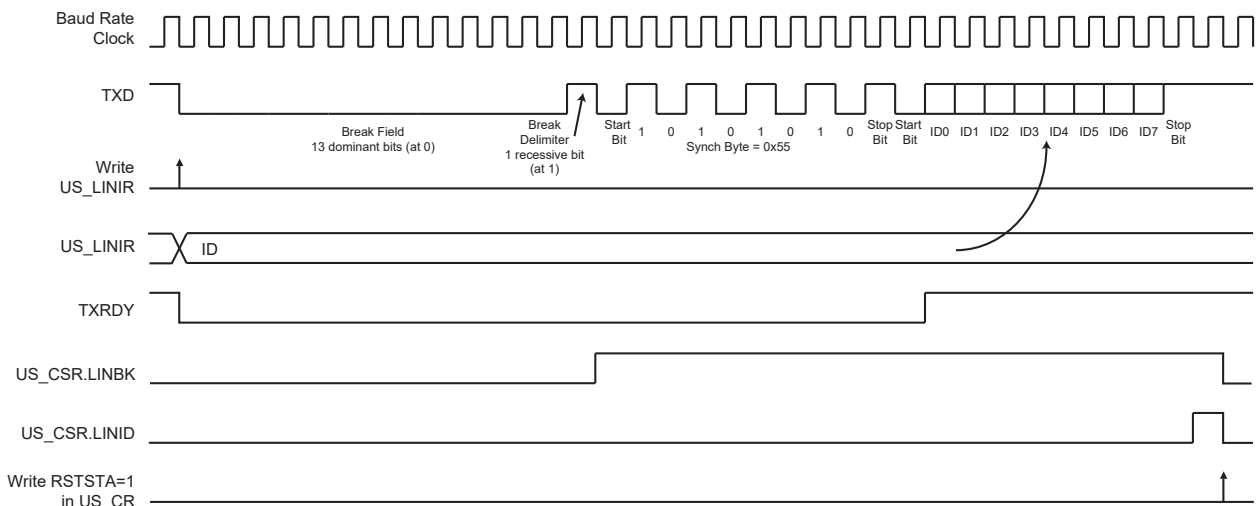 Baud Rate
Clock
TXD
Break Field
13 dominant bits (at 0)
Break
Delimiter
1 recessive bit
(at 1)
Start
Bit
1 0 1 0 1 0 1 0
Synch Byte = 0x55
Stop
Bit
Start
Bit
ID0 ID1 ID2 ID3 ID4 ID5 ID6 ID7
Stop
Bit
Write
US_LINIR
US_LINIR
ID
TXRDY
US_CSR.LINBK
US_CSR.LINID
Write RSTSTA=1
in US_CR